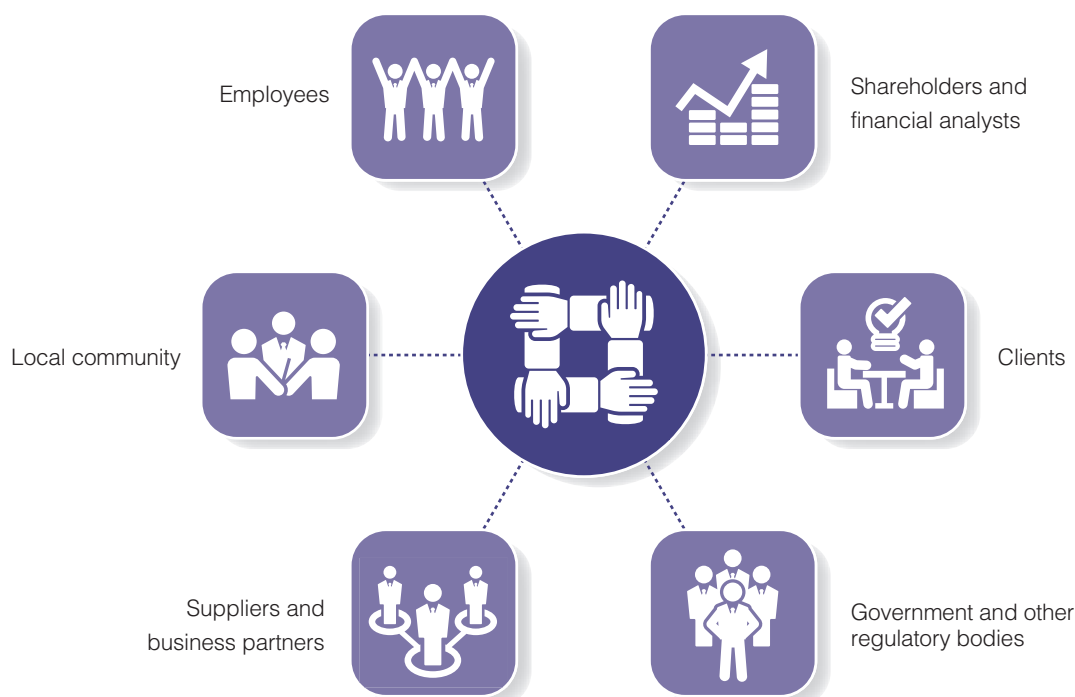 Employees
Shareholders and
financial analysts
Local community
Clients
Suppliers and
business partners
Government and other
regulatory bodies